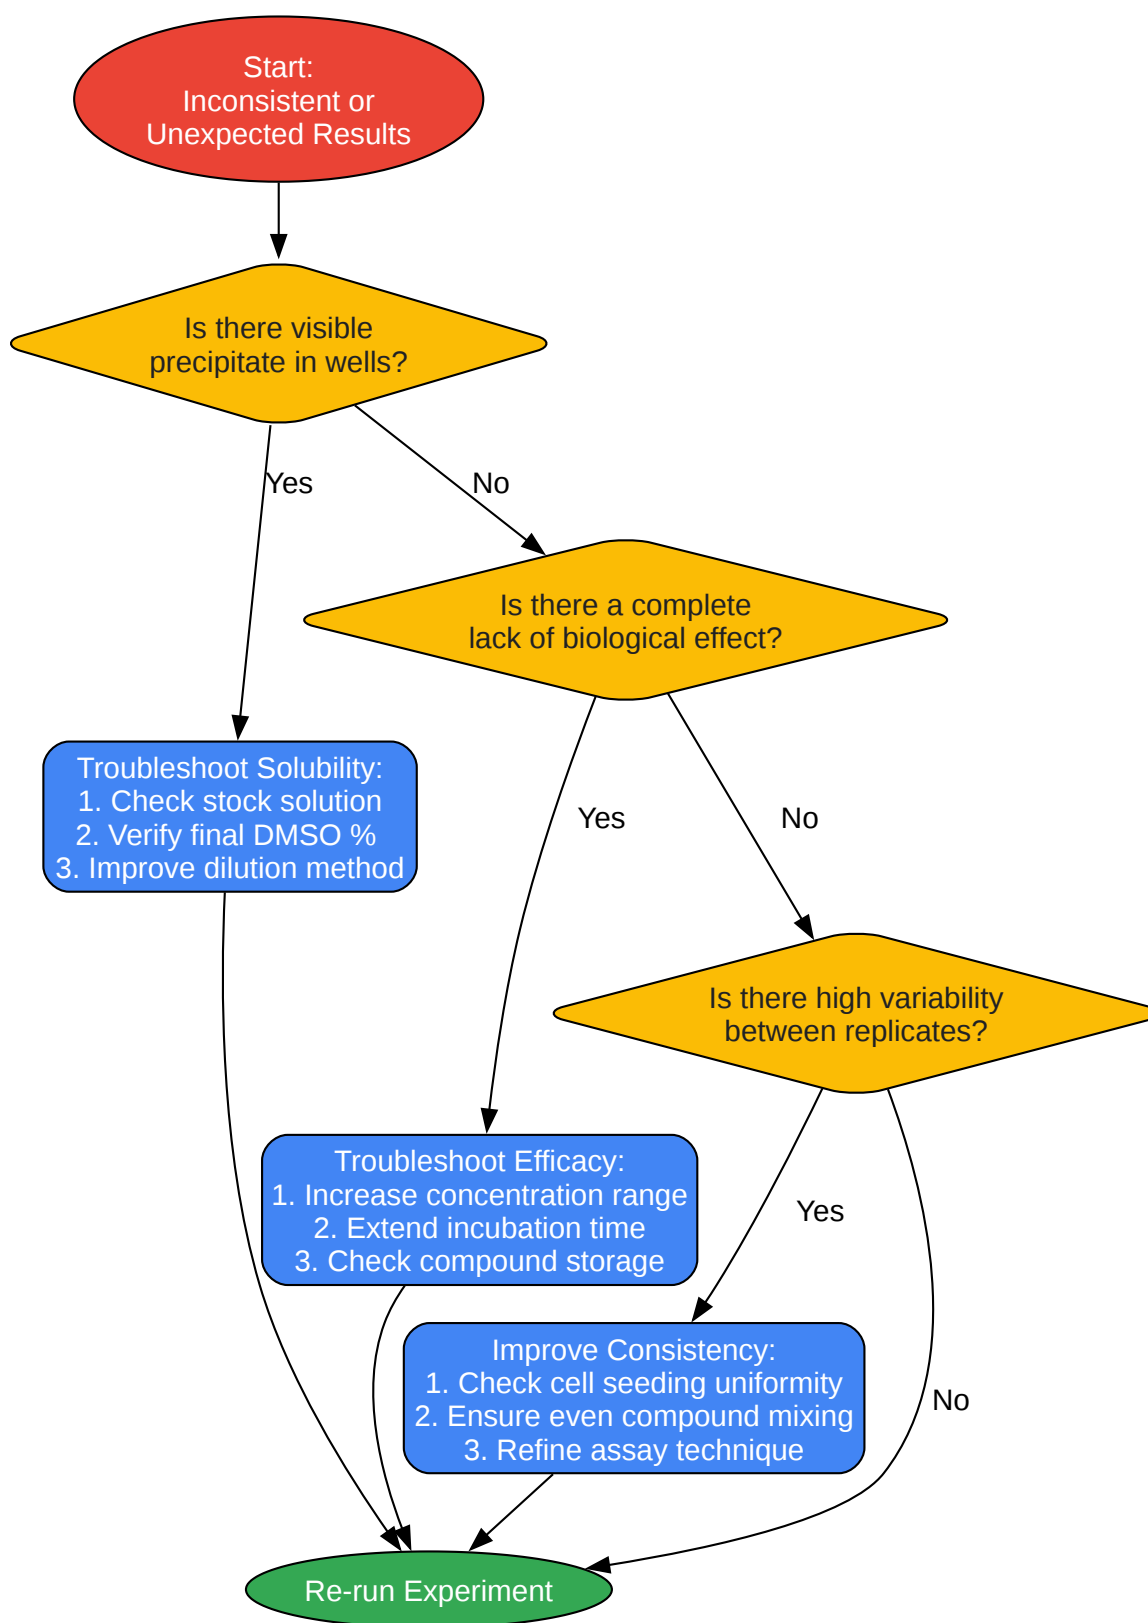 Start:
Inconsistent or
Unexpected Results
Is there visible
precipitate in wells?
Yes
No
Is there a complete
lack of biological effect?
Troubleshoot Solubility:
1. Check stock solution
2. Verify final DMSO %
3. Improve dilution method
Yes
No
Is there high variability
between replicates?
Troubleshoot Efficacy:
1. Increase concentration range
2. Extend incubation time
3. Check compound storage
Yes
Improve Consistency:
1. Check cell seeding uniformity
2. Ensure even compound mixing
3. Refine assay technique
No
Re-run Experiment